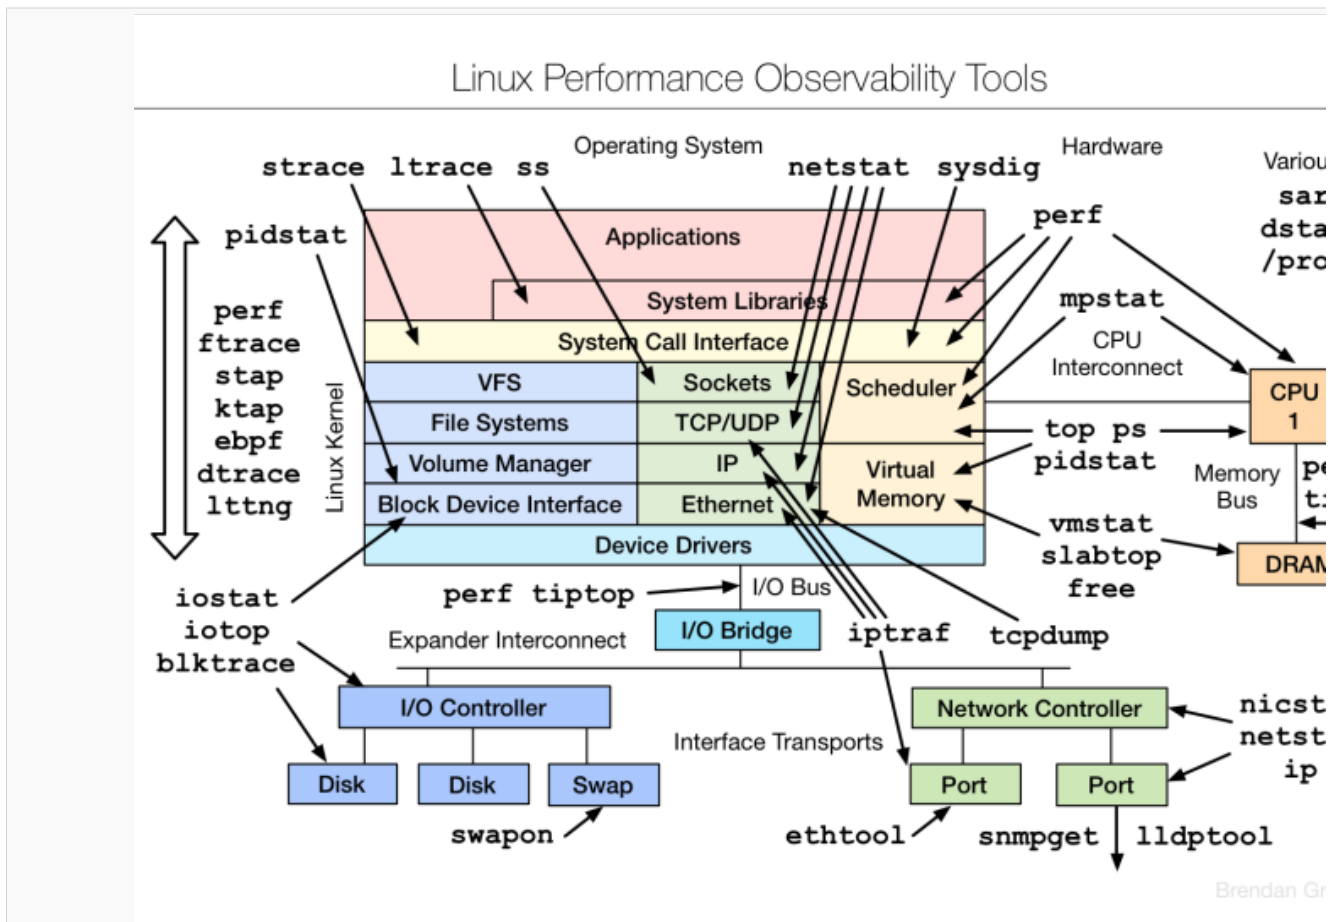 Linux Performance Observability Tools
Operating System
Hardware
strace ltrace ss
netstat sysdig
perf
pidstat
Applications
System Libraries
System Call Interface
mpstat
CPU
Interconnect
perf
ftrace
stap
ktap
ebpf
dtrace
lttng
Linux Kernel
VFS
Sockets
Scheduler
File Systems
TCP/UDP
Volume Manager
IP
Virtual
Memory
Block Device Interface
Ethernet
Device Drivers
CPU
1
top ps
pidstat
Memory
Bus
vmstat
slabtop
free
iostat
iotop
blktrace
perf tiptop
I/O Bus
I/O Bridge
Expander Interconnect
iptraf
tcpdump
I/O Controller
Network Controller
Interface Transports
Disk
Disk
Swap
Port
Port
ip
swapon
ethtool
snmpget
lldptool
Brendan